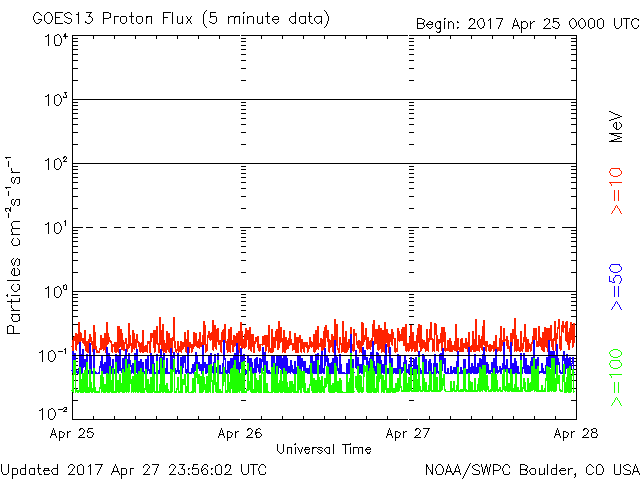 GOES13 Proton Flux (5 minute data)
Begin: 2017 Apr 25 0000 UTC
Particles cm⁻²s⁻¹sr⁻¹
10⁴
10³
10²
10¹
10⁰
10⁻¹
10⁻²
Apr 25
Apr 26
Apr 27
Apr 28
Universal Time
MeV
>=10
>=50
>=100
Updated 2017 Apr 27 23:56:02 UTC
NOAA/SWPC Boulder, CO USA